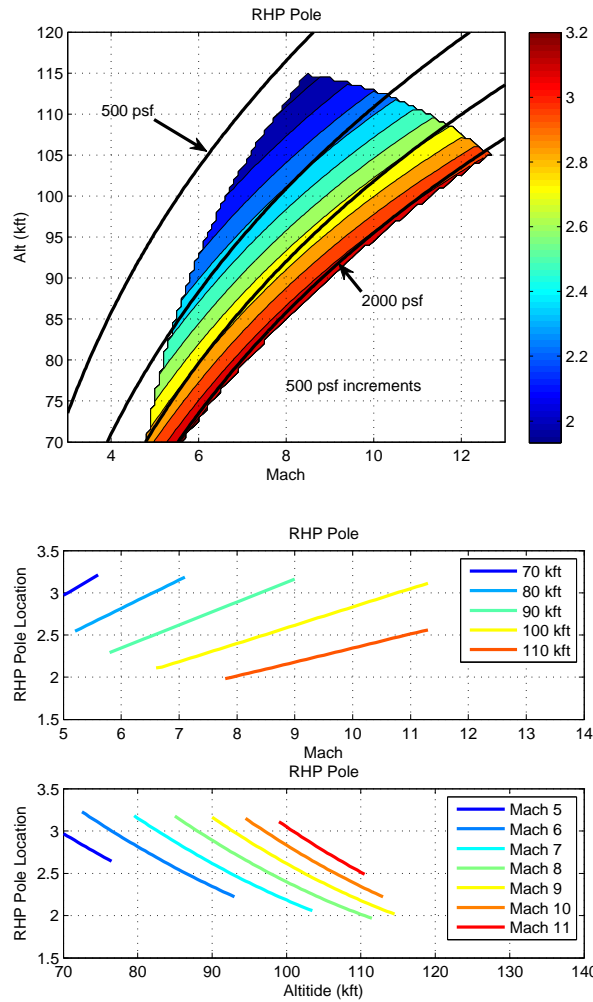 RHP Pole
120
115
110
105
100
95
90
85
80
75
70
Alt (kft)
4
6
8
10
12
Mach
500 psf
2000 psf
500 psf increments
3.2
3
2.8
2.6
2.4
2.2
2
RHP Pole
3.5
3
2.5
2
1.5
RHP Pole Location
5
6
7
8
9
10
11
12
13
14
Mach
70 kft
80 kft
90 kft
100 kft
110 kft
RHP Pole
3.5
3
2.5
2
1.5
RHP Pole Location
70
80
90
100
110
120
130
140
Altitide (kft)
Mach 5
Mach 6
Mach 7
Mach 8
Mach 9
Mach 10
Mach 11